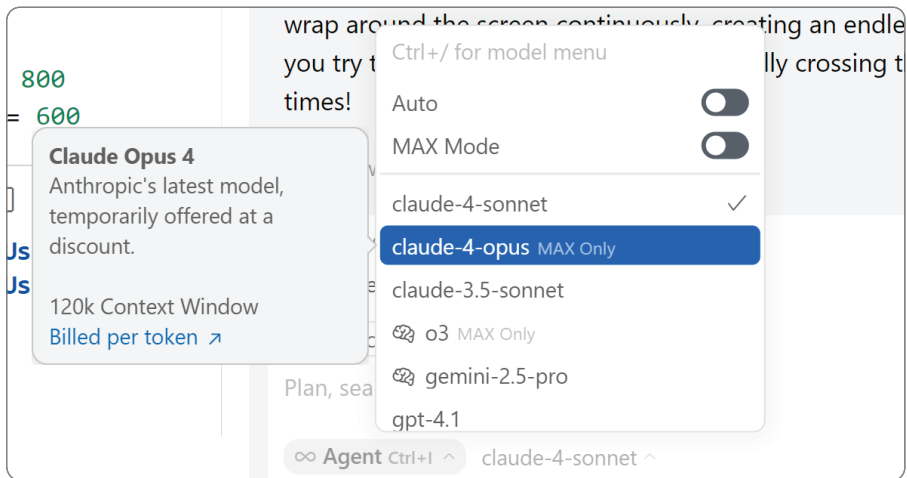 wrap around the screen continuously, creating an endle
you try t
lly crossing t
times!
800
= 600
Us
Us
Claude Opus 4
Anthropic's latest model,
temporarily offered at a
discount.
120k Context Window
Billed per token ↗
Ctrl+/ for model menu
Auto
MAX Mode
claude-4-sonnet
claude-4-opus MAX Only
claude-3.5-sonnet
o3 MAX Only
gemini-2.5-pro
gpt-4.1
Plan, sea
∞ Agent Ctrl+I
claude-4-sonnet